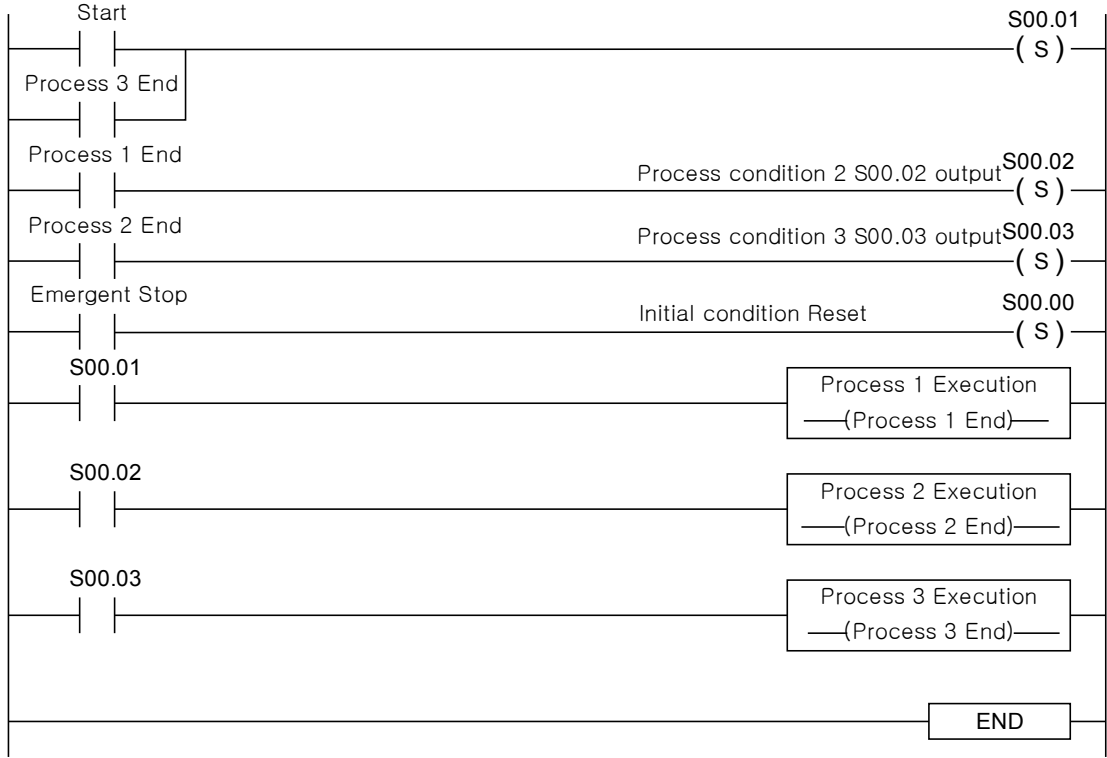 Start
S00.01
( S )
Process 3 End
Process 1 End
Process condition 2 S00.02 output
S00.02
( S )
Process 2 End
Process condition 3 S00.03 output
S00.03
( S )
Emergent Stop
Initial condition Reset
S00.00
( S )
S00.01
Process 1 Execution
(Process 1 End)
S00.02
Process 2 Execution
(Process 2 End)
S00.03
Process 3 Execution
(Process 3 End)
END